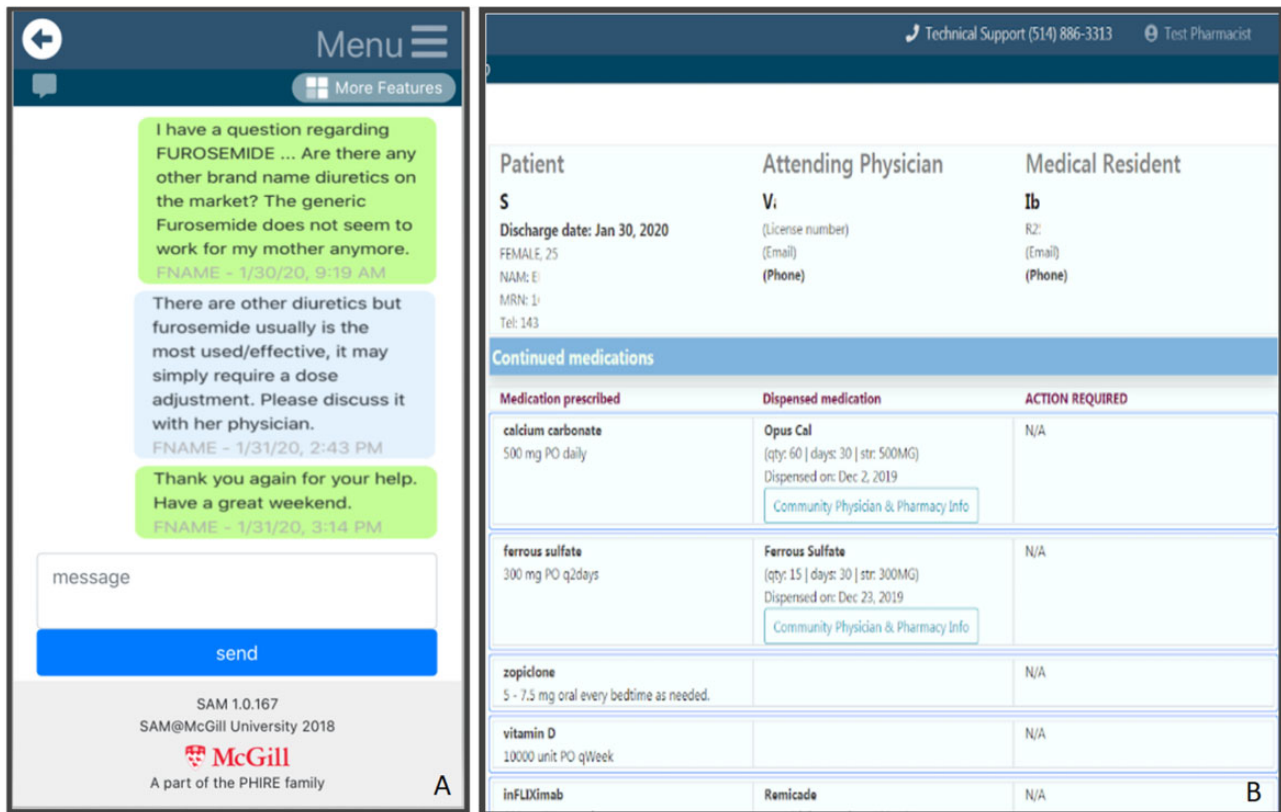 Menu
More Features
I have a question regarding
FUROSEMIDE ... Are there any
other brand name diuretics on
the market? The generic
Furosemide does not seem to
work for my mother anymore.
FNAME - 1/30/20, 9:19 AM
There are other diuretics but
furosemide usually is the
most used/effective, it may
simply require a dose
adjustment. Please discuss it
with her physician.
FNAME - 1/31/20, 2:43 PM
Thank you again for your help.
Have a great weekend.
FNAME - 1/31/20, 3:14 PM
message
send
SAM 1.0.167
SAM@McGill University 2018
McGill
A part of the PHIRE family
A
Technical Support (514) 886-3313 Test Pharmacist
Patient Attending Physician Medical Resident
S V Ib
Discharge date: Jan 30, 2020 (License number) R2:
FEMALE, 25 (Email) (Email)
NAM: E (Phone) (Phone)
MRN: 1
Tel: 143
Continued medications
Medication prescribed Dispensed medication ACTION REQUIRED
calcium carbonate Opus Cal N/A
500 mg PO daily (qty: 60 | days: 30 | str: 500MG)
Dispensed on: Dec 2, 2019
Community Physician & Pharmacy Info
ferrous sulfate Ferrous Sulfate N/A
300 mg PO q2days (qty: 15 | days: 30 | str: 300MG)
Dispensed on: Dec 23, 2019
Community Physician & Pharmacy Info
zopiclone N/A
5 - 7.5 mg oral every bedtime as needed.
vitamin D N/A
10000 unit PO qWeek
inFLIXimab Remicade N/A
B